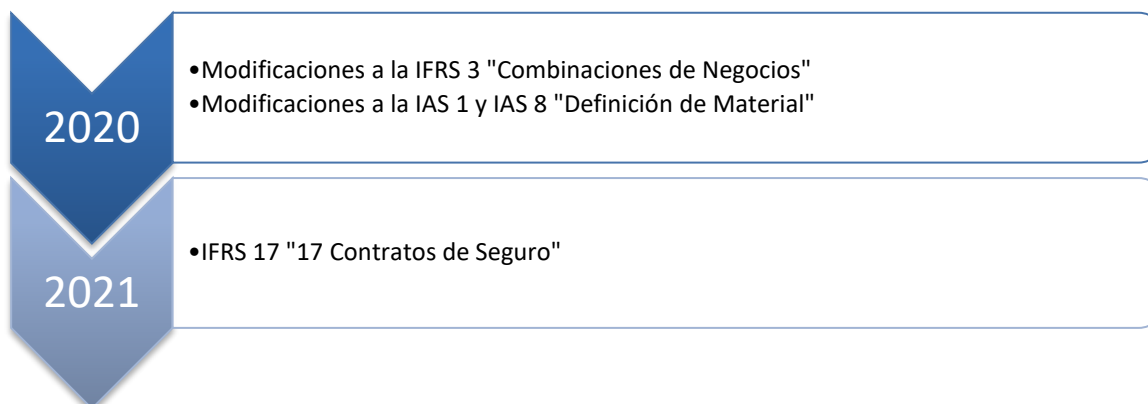 2020
•Modificaciones a la IFRS 3 "Combinaciones de Negocios"
•Modificaciones a la IAS 1 y IAS 8 "Definición de Material"
2021
•IFRS 17 "17 Contratos de Seguro"